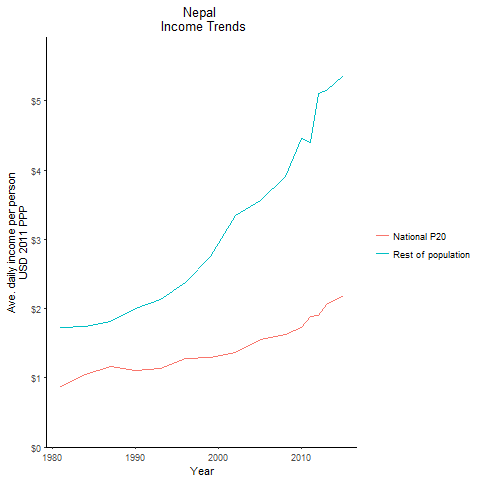 Nepal
Income Trends
Ave. daily income per person
USD 2011 PPP
$5
$4
$3
$2
$1
$0
1980
1990
2000
2010
Year
National P20
Rest of population